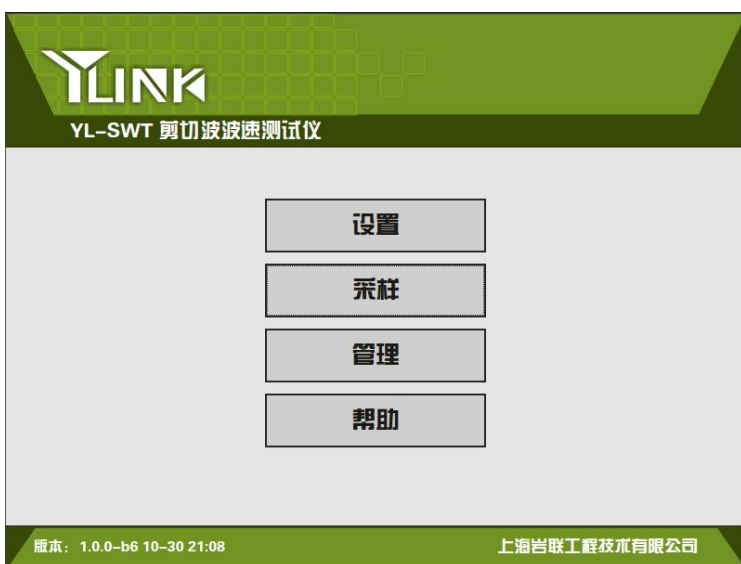 YLINK
YL-SWT 剪切波波速测试仪
设置
采样
管理
帮助
版本：1.0.0-b6 10-30 21:08
上海岩联工程技术有限公司